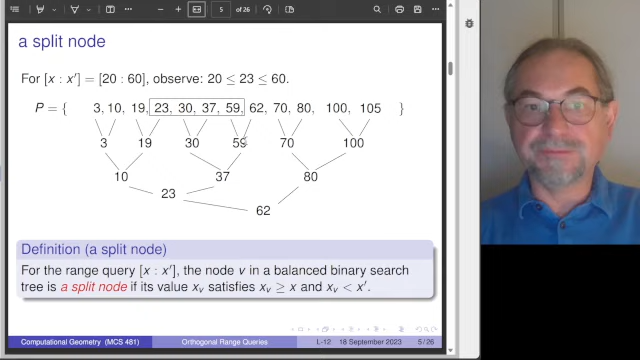 5 of 26
a split node
For [x : x′] = [20 : 60], observe: 20 ≤ 23 ≤ 60.
P = { 3, 10, 19, 23, 30, 37, 59, 62, 70, 80, 100, 105 }
3 19 30 59 70 100
10 37 80
23
62
Definition (a split node)
For the range query [x : x′], the node v in a balanced binary search
tree is a split node if its value xᵥ satisfies xᵥ ≥ x and xᵥ < x′.
Computational Geometry (MCS 481) Orthogonal Range Queries L-12 18 September 2023 5 / 26